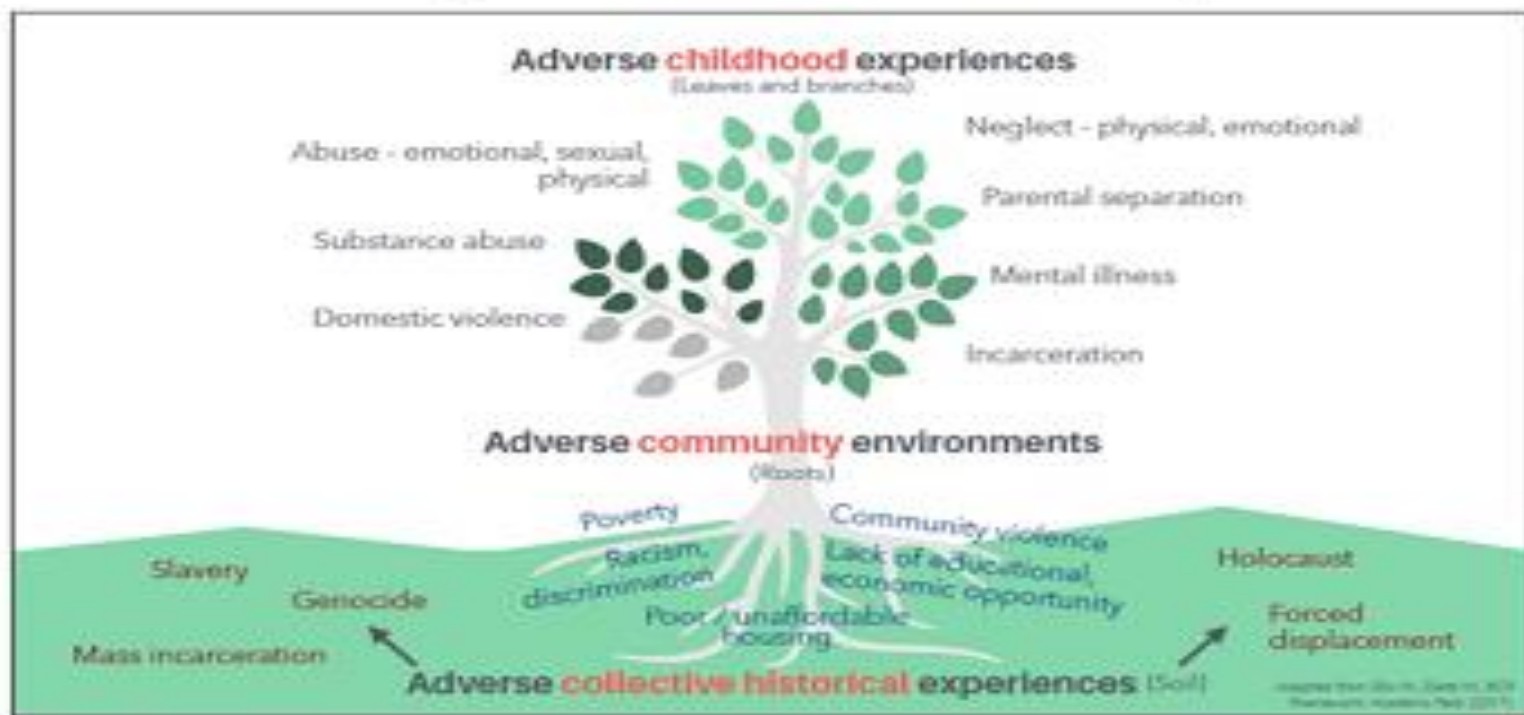 Adverse childhood experiences
(Leaves and branches)
Abuse - emotional, sexual,
physical
Neglect - physical, emotional
Parental separation
Substance abuse
Mental illness
Domestic violence
Incarceration
Adverse community environments
(Roots)
Poverty
Community violence
Racism,
discrimination
Lack of educational,
economic opportunity
Poor / unaffordable
housing
Slavery
Genocide
Mass incarceration
Holocaust
Forced
displacement
Adverse collective historical experiences (Soil)